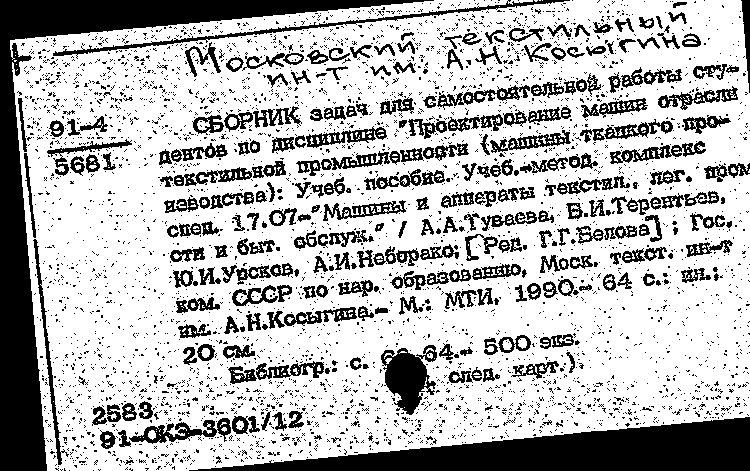 Московский текстильный
ин-т им. А.Н. Косыгина
91-4
5681
СБОРНИК задач для самостоятельной работы сту-
дентов по дисциплине "Проектирование машин отрасли
текстильной промышленности (машины ткацкого про-
изводства): Учеб. пособие. Учеб.-метод. комплекс
спец. 17.07-"Машины и аппараты текстил., лег. пром
сти и быт. обслуж." / А.А.Туваева, В.И.Терентьев,
Ю.И.Урсков, А.И.Неборако; [Ред. Г.Г.Белова] ; Гос.
ком. СССР по нар. образованию, Моск. текст. ин-т
им. А.Н.Косыгина.- М.: МТИ, 1990.- 64 с.: ил.;
20 см.
Библиогр.: с. 64.- 500 экз.
след. карт.).
2583
91-ОКЭ-3601/12